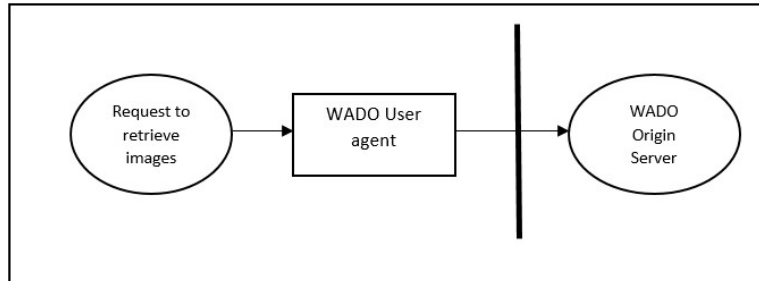 Request to
retrieve
images
WADO User
agent
WADO
Origin
Server